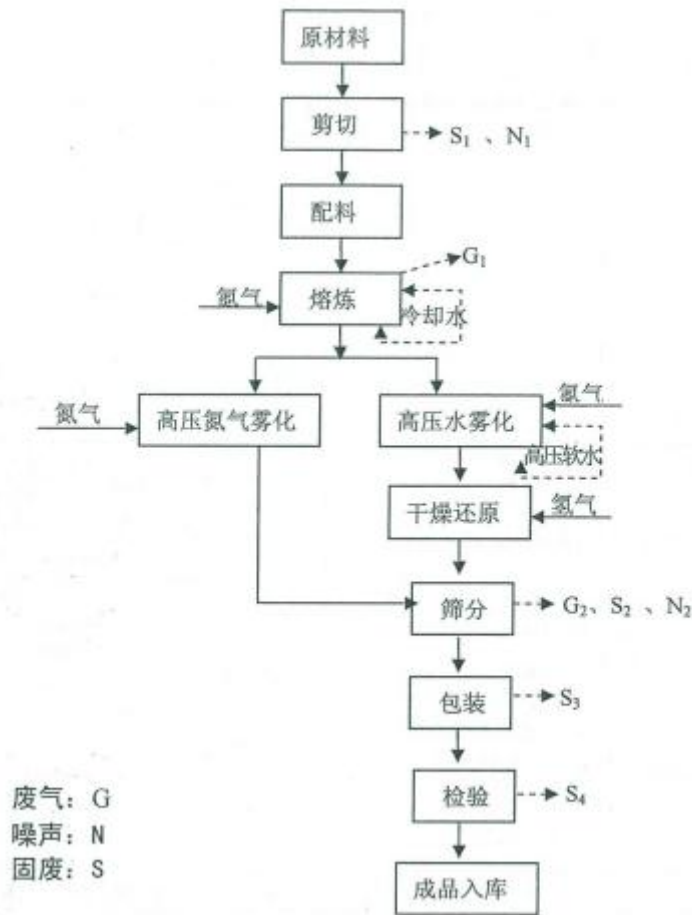 原材料
剪切
S₁、N₁
配料
G₁
氮气
熔炼
冷却水
氮气
高压氮气雾化
高压水雾化
氮气
高压软水
干燥还原
氢气
筛分
G₂、S₂、N₂
包装
S₃
检验
S₄
成品入库
废气：G
噪声：N
固废：S